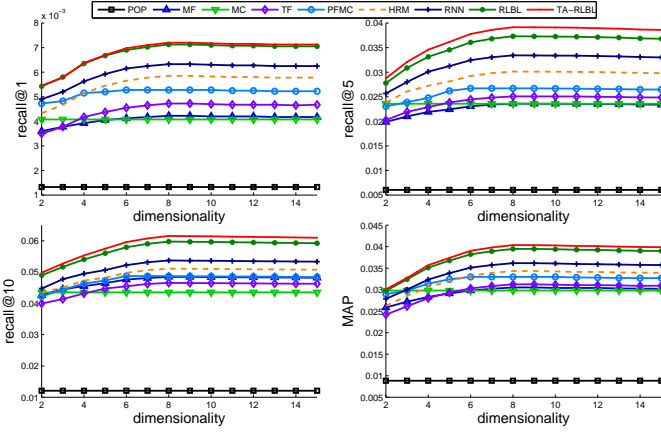 POP MF MC TF PFMC HRM RNN RLBL TA−RLBL
x 10⁻³
8
7
6
5
4
3
2
1
recall@1
2 4 6 8 10 12 14
dimensionality
0.04
0.035
0.03
0.025
0.02
0.015
0.01
0.005
recall@5
2 4 6 8 10 12 14
dimensionality
0.06
0.05
0.04
0.03
0.02
0.01
recall@10
2 4 6 8 10 12 14
dimensionality
0.045
0.04
0.035
0.03
0.025
0.02
0.015
0.01
0.005
MAP
2 4 6 8 10 12 14
dimensionality